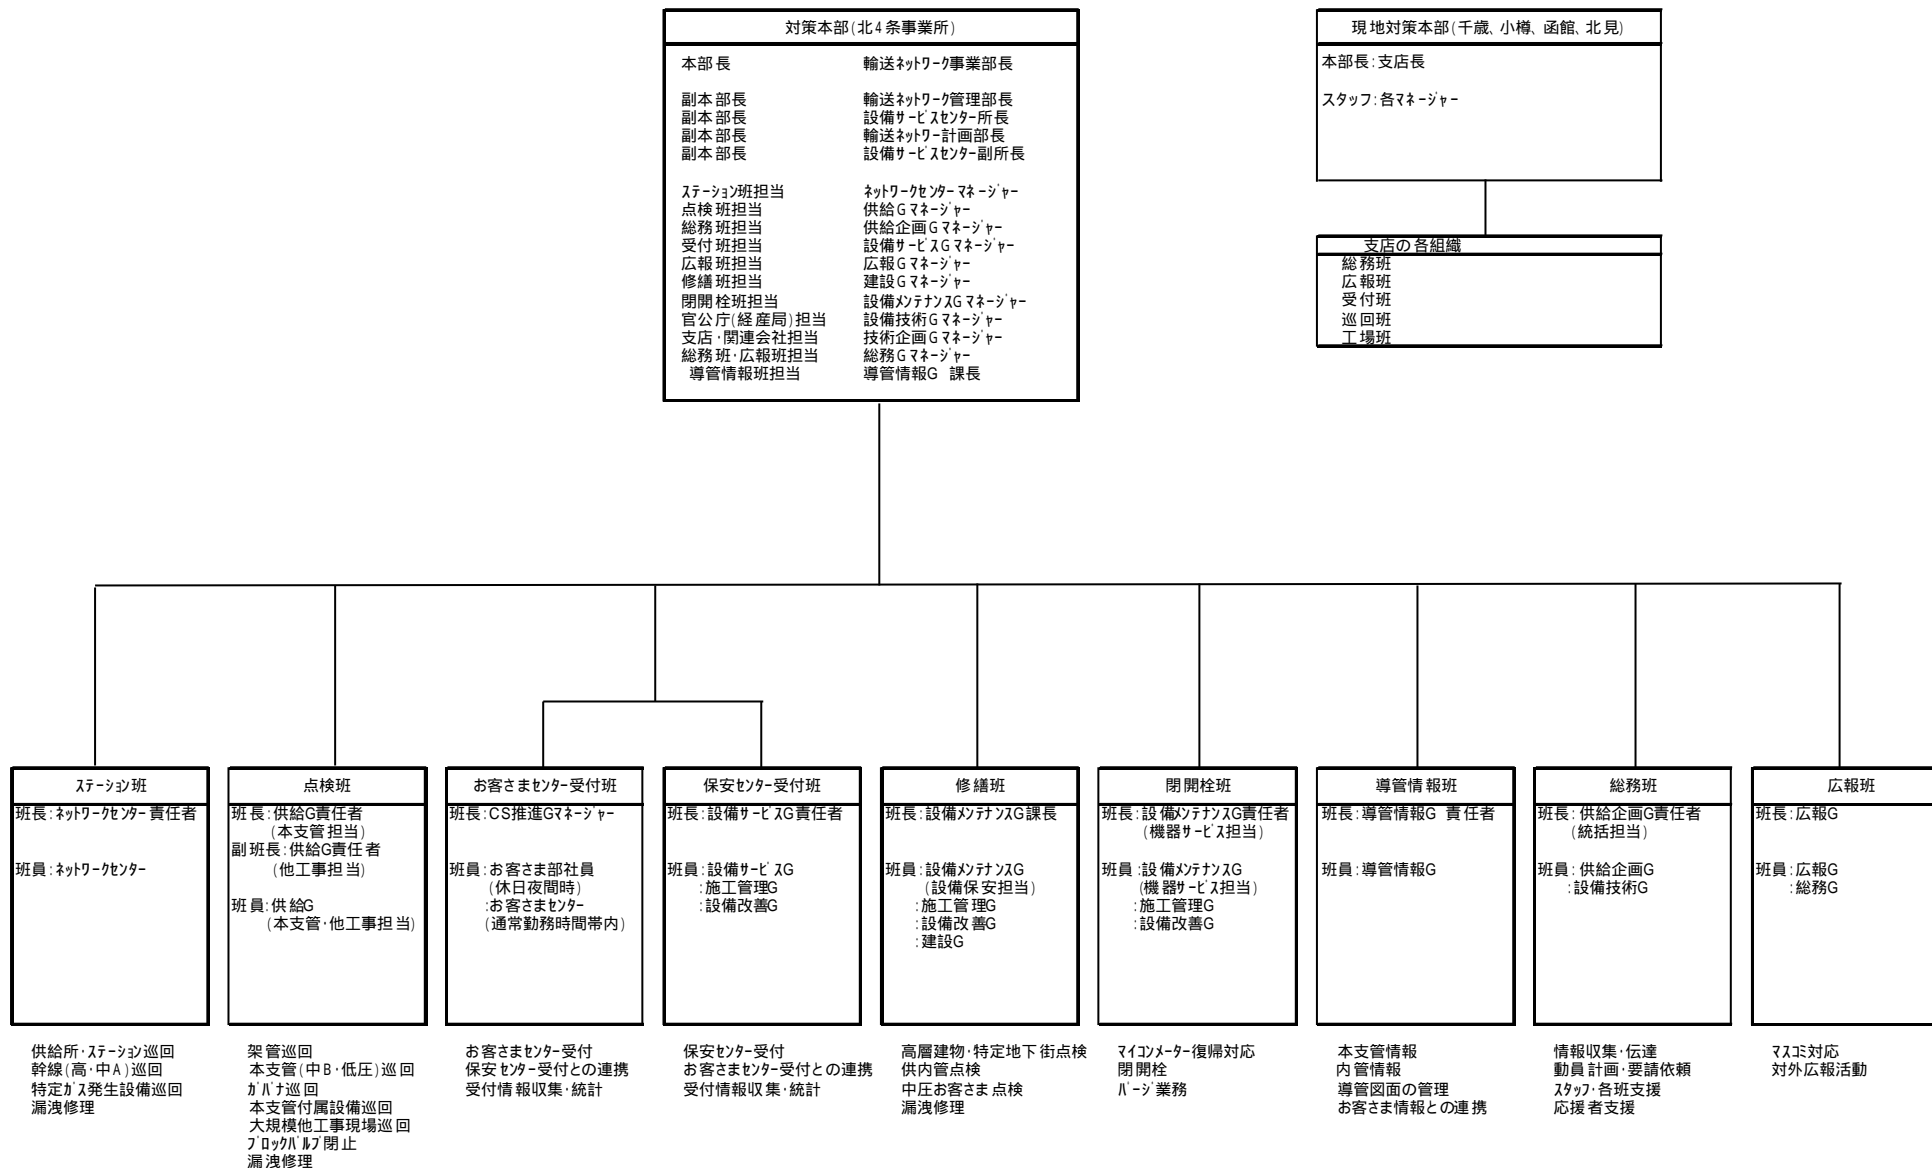 対策本部(北4条事業所)
本部長 輸送ﾈｯﾄﾜｰｸ事業部長
副本部長 輸送ﾈｯﾄﾜｰｸ管理部長
副本部長 設備ｻｰﾋﾞｽｾﾝﾀｰ所長
副本部長 輸送ﾈｯﾄﾜｰ計画部長
副本部長 設備ｻｰﾋﾞｽｾﾝﾀｰ副所長
ｽﾃｰｼｮﾝ班担当 ﾈｯﾄﾜｰｸｾﾝﾀｰﾏﾈｰｼﾞｬｰ
点検班担当 供給Gﾏﾈｰｼﾞｬｰ
総務班担当 供給企画Gﾏﾈｰｼﾞｬｰ
受付班担当 設備ｻｰﾋﾞｽGﾏﾈｰｼﾞｬｰ
広報班担当 広報Gﾏﾈｰｼﾞｬｰ
修繕班担当 建設Gﾏﾈｰｼﾞｬｰ
閉開栓班担当 設備ﾒﾝﾃﾅﾝｽGﾏﾈｰｼﾞｬｰ
官公庁(経産局)担当 設備技術Gﾏﾈｰｼﾞｬｰ
支店・関連会社担当 技術企画Gﾏﾈｰｼﾞｬｰ
総務班・広報班担当 総務Gﾏﾈｰｼﾞｬｰ
導管情報班担当 導管情報G 課長
現地対策本部(千歳、小樽、函館、北見)
本部長:支店長
スタッフ:各ﾏﾈｰｼﾞｬｰ
支店の各組織
総務班
広報班
受付班
巡回班
工場班
ｽﾃｰｼｮﾝ班
班長:ﾈｯﾄﾜｰｸｾﾝﾀｰ責任者
班員:ﾈｯﾄﾜｰｸｾﾝﾀｰ
供給所・ｽﾃｰｼｮﾝ巡回
幹線(高・中A)巡回
特定ｶﾞｽ発生設備巡回
漏洩修理
点検班
班長:供給G責任者
(本支管担当)
副班長:供給G責任者
(他工事担当)
班員:供給G
(本支管・他工事担当)
架管巡回
本支管(中B・低圧)巡回
ｶﾞﾊﾞﾅ巡回
本支管付属設備巡回
大規模他工事現場巡回
ﾌﾞﾛｯｸﾊﾞﾙﾌﾞ閉止
漏洩修理
お客さまｾﾝﾀｰ受付班
班長:CS推進Gﾏﾈｰｼﾞｬｰ
班員:お客さま部社員
(休日夜間時)
:お客さまｾﾝﾀｰ
(通常勤務時間帯内)
お客さまｾﾝﾀｰ受付
保安ｾﾝﾀｰ受付との連携
受付情報収集・統計
保安ｾﾝﾀｰ受付班
班長:設備ｻｰﾋﾞｽG責任者
班員:設備ｻｰﾋﾞｽG
:施工管理G
:設備改善G
保安ｾﾝﾀｰ受付
お客さまｾﾝﾀｰ受付との連携
受付情報収集・統計
修繕班
班長:設備ﾒﾝﾃﾅﾝｽG課長
班員:設備ﾒﾝﾃﾅﾝｽG
(設備保安担当)
:施工管理G
:設備改善G
:建設G
高層建物・特定地下街点検
供内管点検
中圧お客さま点検
漏洩修理
閉開栓班
班長:設備ﾒﾝﾃﾅﾝｽG責任者
(機器ｻｰﾋﾞｽ担当)
班員:設備ﾒﾝﾃﾅﾝｽG
(機器ｻｰﾋﾞｽ担当)
:施工管理G
:設備改善G
ﾏｲｺﾝﾒｰﾀｰ復帰対応
閉開栓
ﾊﾟｰｼﾞ業務
導管情報班
班長:導管情報G 責任者
班員:導管情報G
本支管情報
内管情報
導管図面の管理
お客さま情報との連携
総務班
班長:供給企画G責任者
(統括担当)
班員:供給企画G
:設備技術G
情報収集・伝達
動員計画・要請依頼
ｽﾀｯﾌ・各班支援
応援者支援
広報班
班長:広報G
班員:広報G
:総務G
ﾏｽｺﾐ対応
対外広報活動